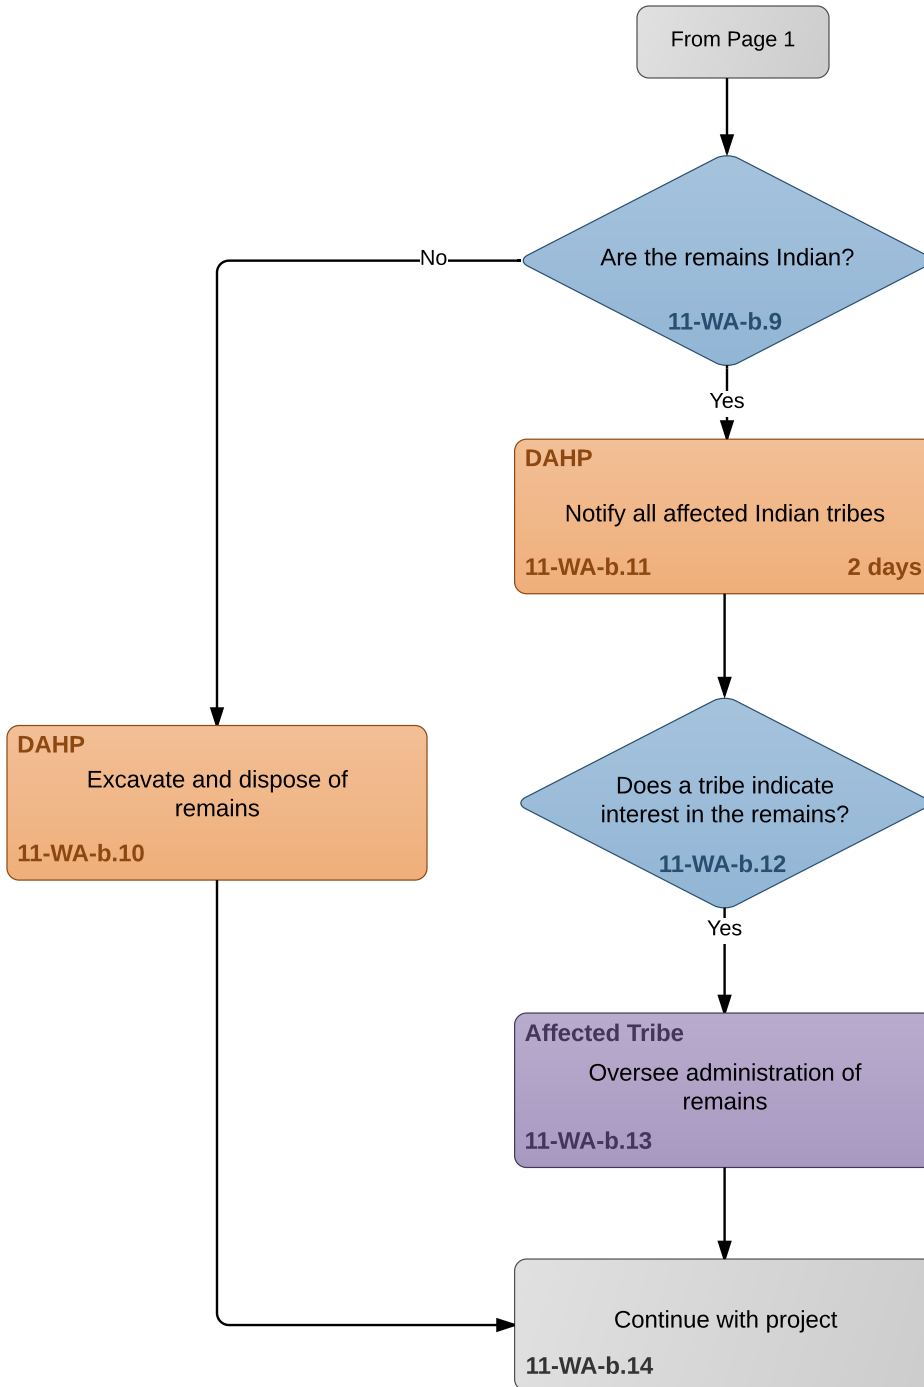 From Page 1
Are the remains Indian?
11-WA-b.9
No
Yes
DAHP
Notify all affected Indian tribes
11-WA-b.11
2 days
DAHP
Excavate and dispose of
remains
11-WA-b.10
Does a tribe indicate
interest in the remains?
11-WA-b.12
Yes
Affected Tribe
Oversee administration of
remains
11-WA-b.13
Continue with project
11-WA-b.14